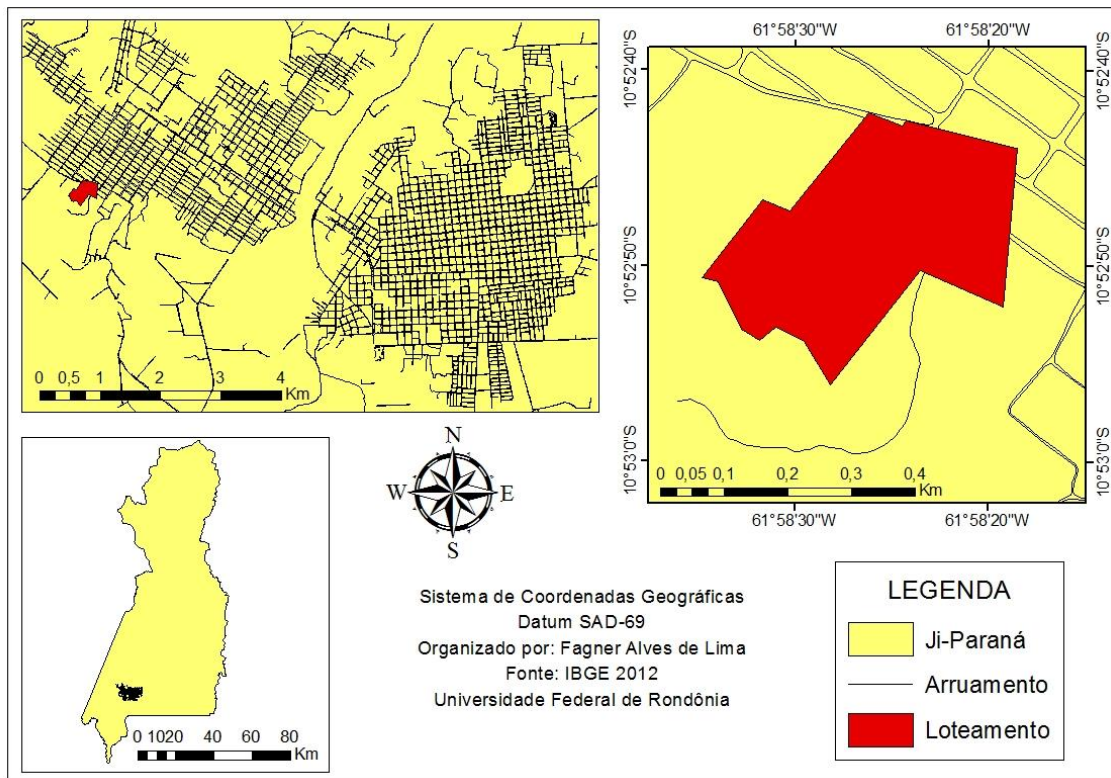 0 0,5 1 2 3 4
Km
61°58'30"W 61°58'20"W
10°52'40"S 10°52'40"S
10°52'50"S 10°52'50"S
10°53'0"S 10°53'0"S
0 0,05 0,1 0,2 0,3 0,4
Km
61°58'30"W 61°58'20"W
N
W E
S
0 10 20 40 60 80
Km
Sistema de Coordenadas Geográficas
Datum SAD-69
Organizado por: Fagner Alves de Lima
Fonte: IBGE 2012
Universidade Federal de Rondônia
LEGENDA
Ji-Paraná
Arruamento
Loteamento